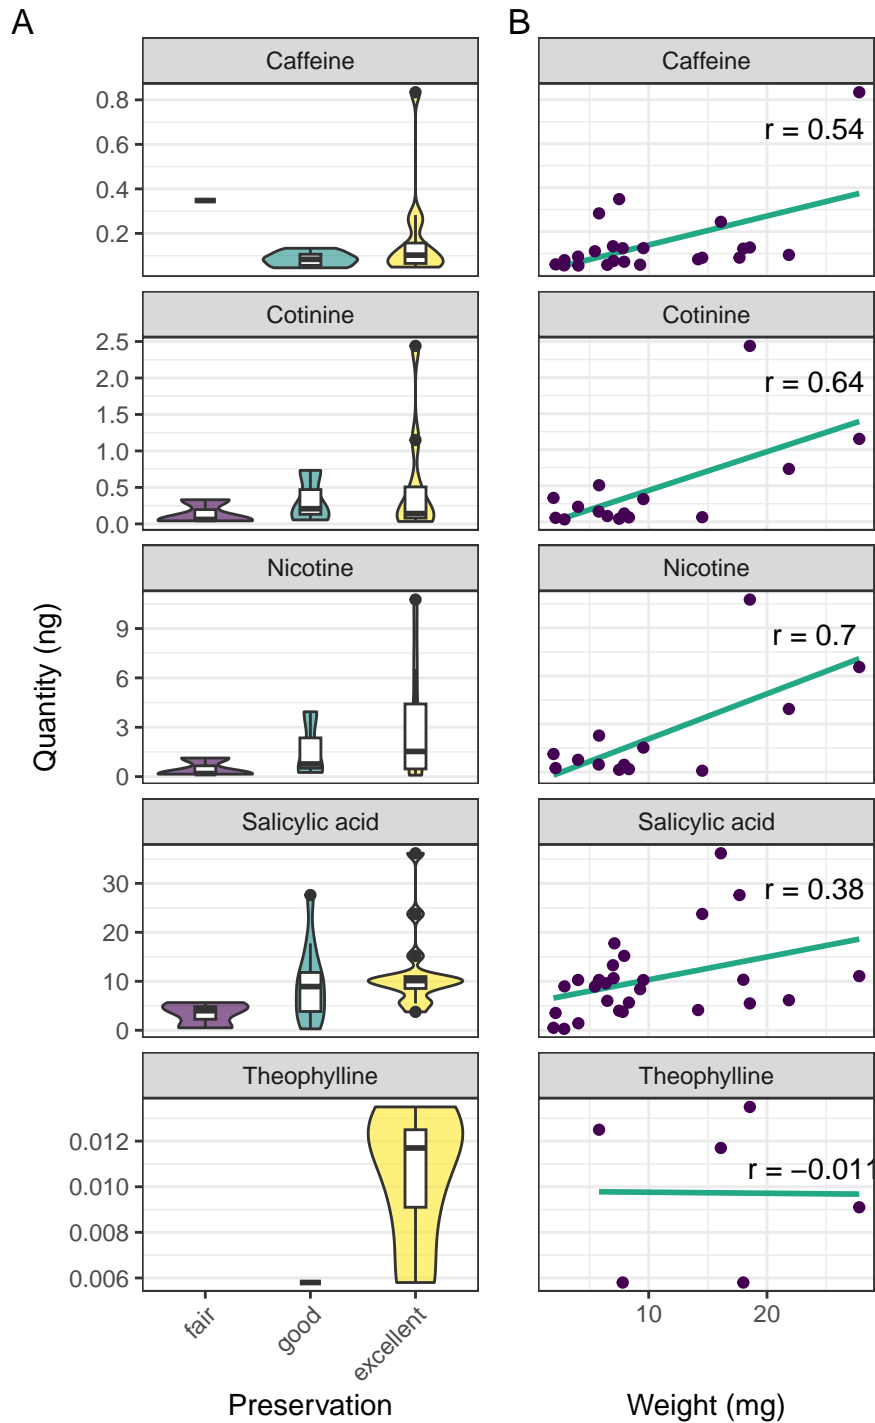 A
B
Caffeine
Caffeine
0.8
0.6
0.4
0.2
r = 0.54
Cotinine
Cotinine
2.5
2.0
1.5
1.0
0.5
0.0
r = 0.64
Nicotine
Nicotine
9
6
3
0
r = 0.7
Quantity (ng)
Salicylic acid
Salicylic acid
30
20
10
0
r = 0.38
Theophylline
Theophylline
0.012
0.010
0.008
0.006
r = −0.011
fair
good
excellent
10
20
Preservation
Weight (mg)